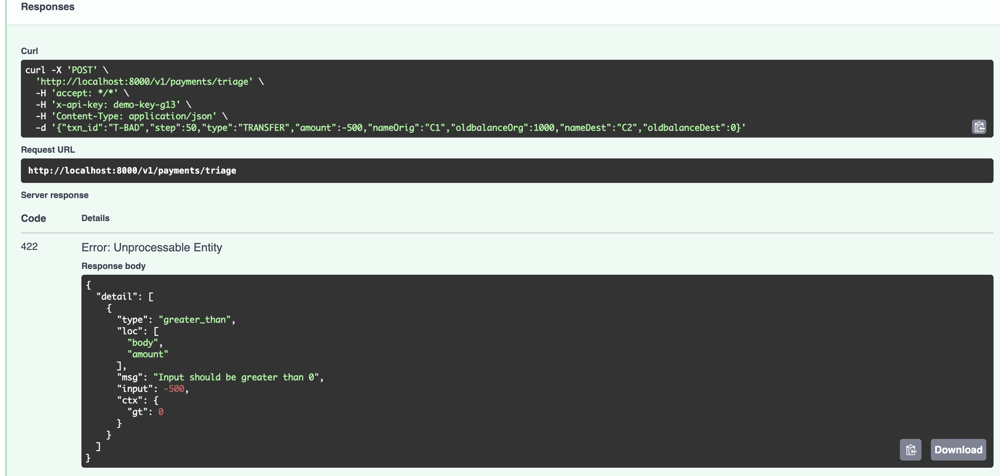 Responses
Curl
curl -X 'POST' \
  'http://localhost:8000/v1/payments/triage' \
  -H 'accept: */*' \
  -H 'x-api-key: demo-key-g13' \
  -H 'Content-Type: application/json' \
  -d '{"txn_id":"T-BAD","step":50,"type":"TRANSFER","amount":-500,"nameOrig":"C1","oldbalanceOrg":1000,"nameDest":"C2","oldbalanceDest":0}'
Request URL
http://localhost:8000/v1/payments/triage
Server response
Code Details
422 Error: Unprocessable Entity
Response body
{
  "detail": [
    {
      "type": "greater_than",
      "loc": [
        "body",
        "amount"
      ],
      "msg": "Input should be greater than 0",
      "input": -500,
      "ctx": {
        "gt": 0
      }
    }
  ]
}
Download